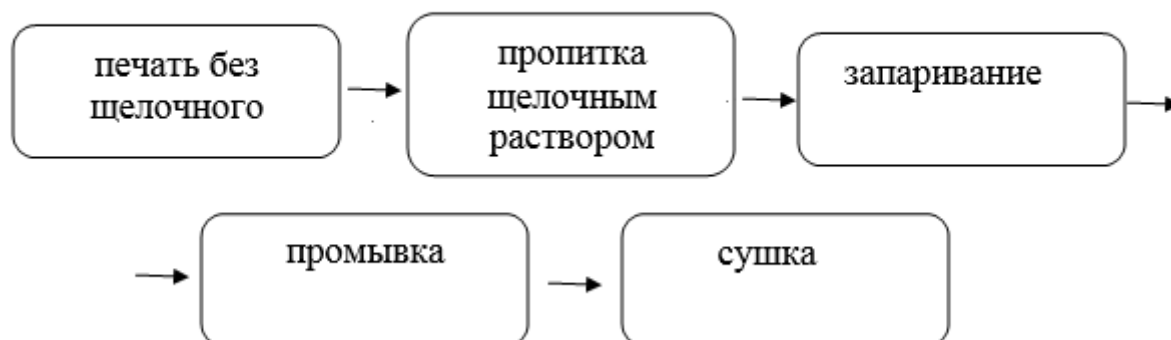 печать без
щелочного
пропитка
щелочным
раствором
запаривание
промывка
сушка